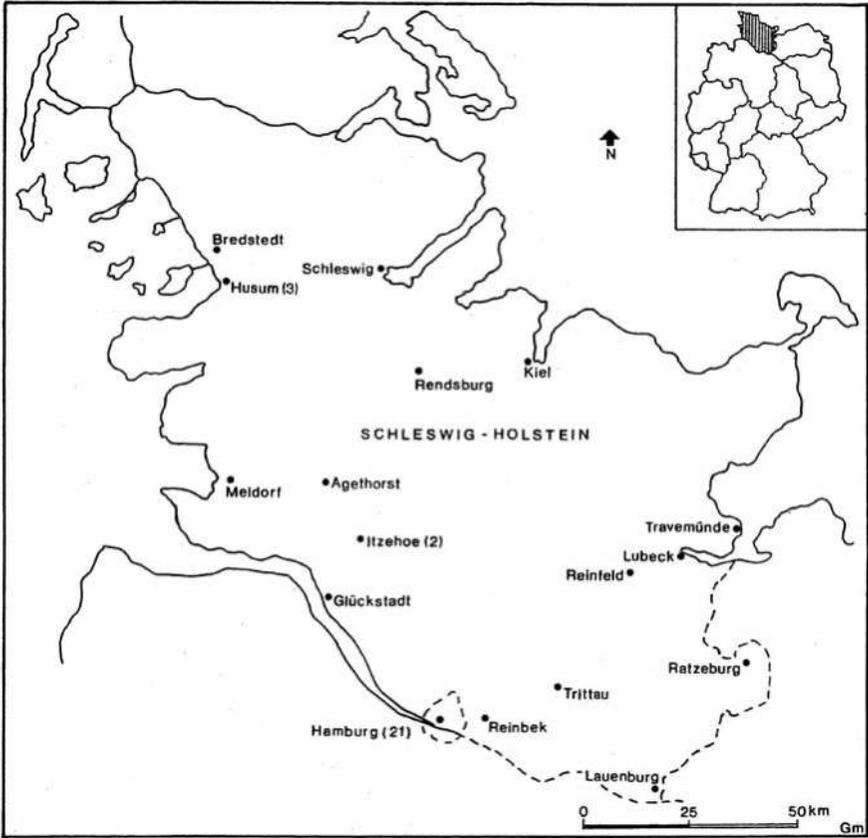 N
Bredstedt
Schleswig
Husum (3)
Kiel
Rendsburg
SCHLESWIG - HOLSTEIN
Meldorf
Agethorst
Travemünde
Itzehoe (2)
Lubeck
Reinfeld
Glückstadt
Ratzeburg
Trittau
Hamburg (21)
Reinbek
Lauenburg
0 25 50 km
Gm